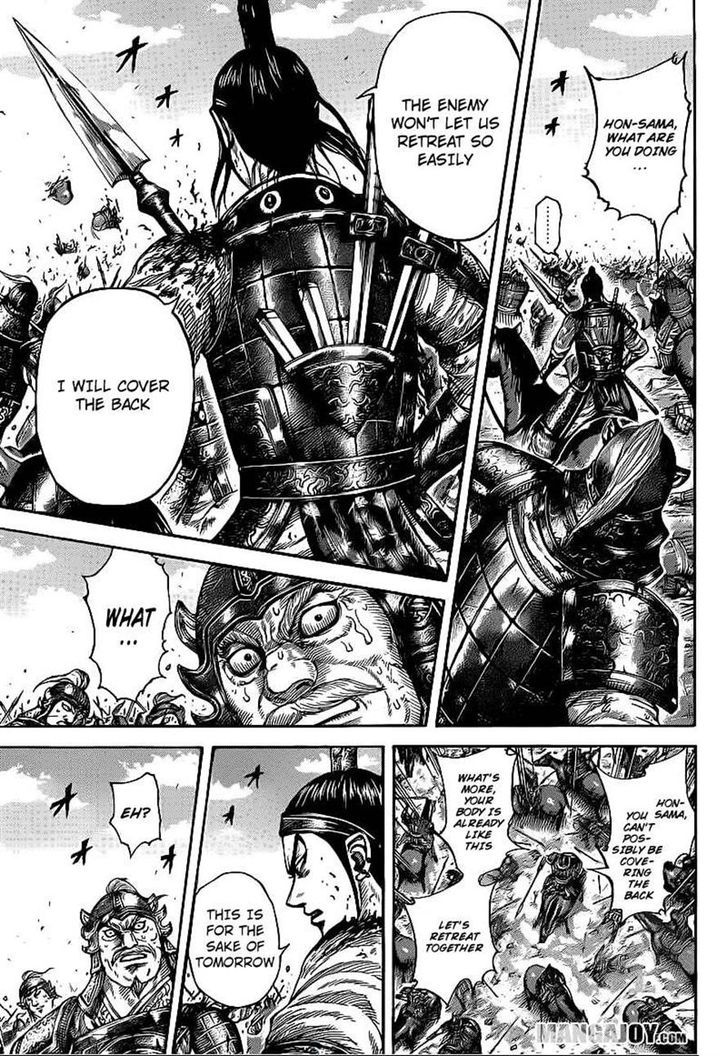 HON-SAMA,
WHAT ARE
YOU DOING
...
......
THE ENEMY
WON'T LET US
RETREAT SO
EASILY
I WILL COVER
THE BACK
WHAT
...
HON-
SAMA,
YOU
CAN'T
POS-
SIBLY BE
COVE-
RING
THE
BACK
WHAT'S
MORE,
YOUR
BODY IS
ALREADY
LIKE
THIS
LET'S
RETREAT
TOGETHER
THIS IS
FOR THE
SAKE OF
TOMORROW
EH?
MANGAJOY.COM